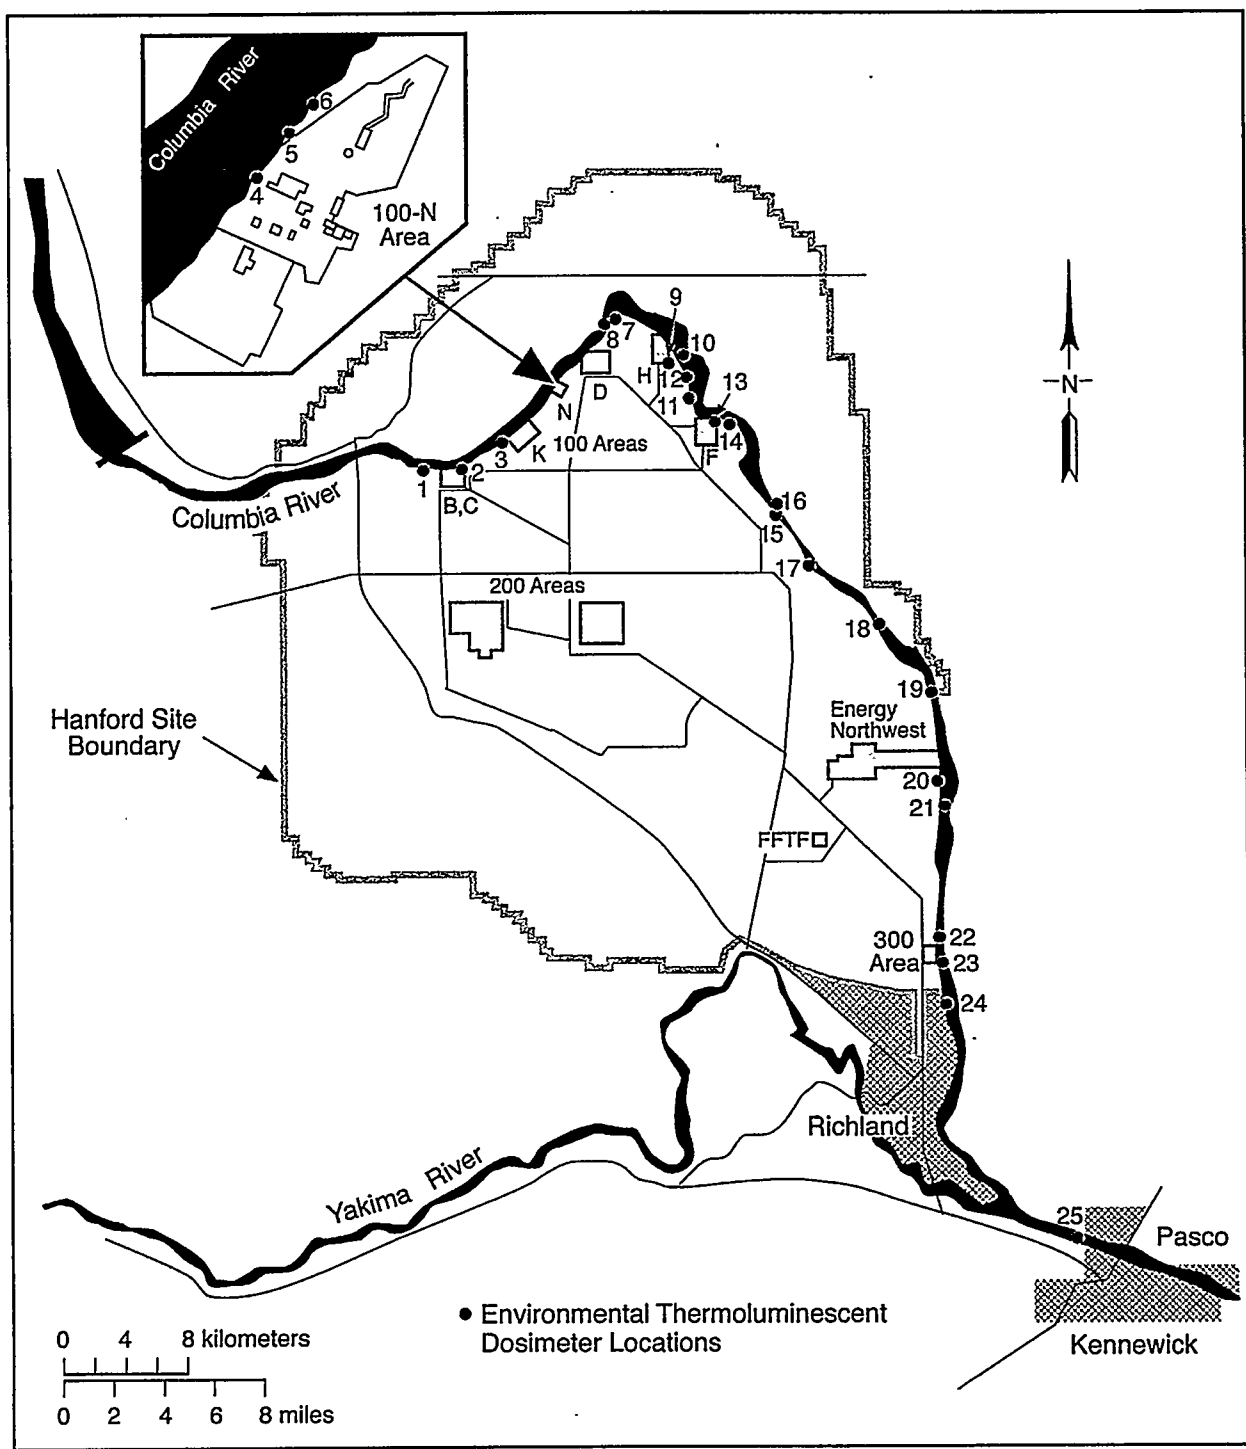 Columbia River
6
5
4
100-N
Area
9
8
7
10
H
12
13
D
11
N
14
K
100 Areas
F
3
1
2
B,C
16
15
Columbia River
17
200 Areas
18
19
N
Hanford Site
Boundary
Energy
Northwest
20
21
FFTF
300
Area
22
23
24
Richland
Yakima River
25
Pasco
Kennewick
Environmental Thermoluminescent
Dosimeter Locations
0 4 8 kilometers
0 2 4 6 8 miles